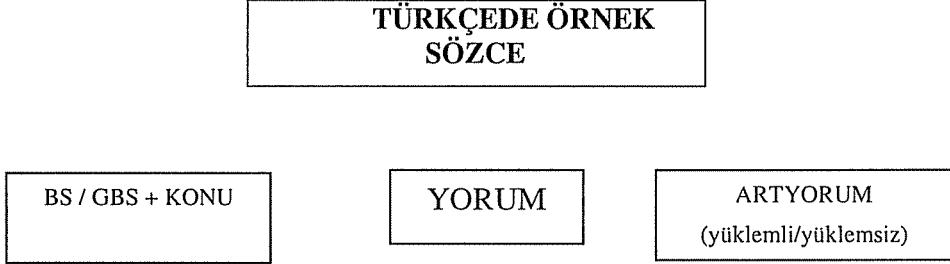 TÜRKÇEDE ÖRNEK
SÖZCE
BS / GBS + KONU
YORUM
ARTYORUM
(yüklemli/yüklemsiz)